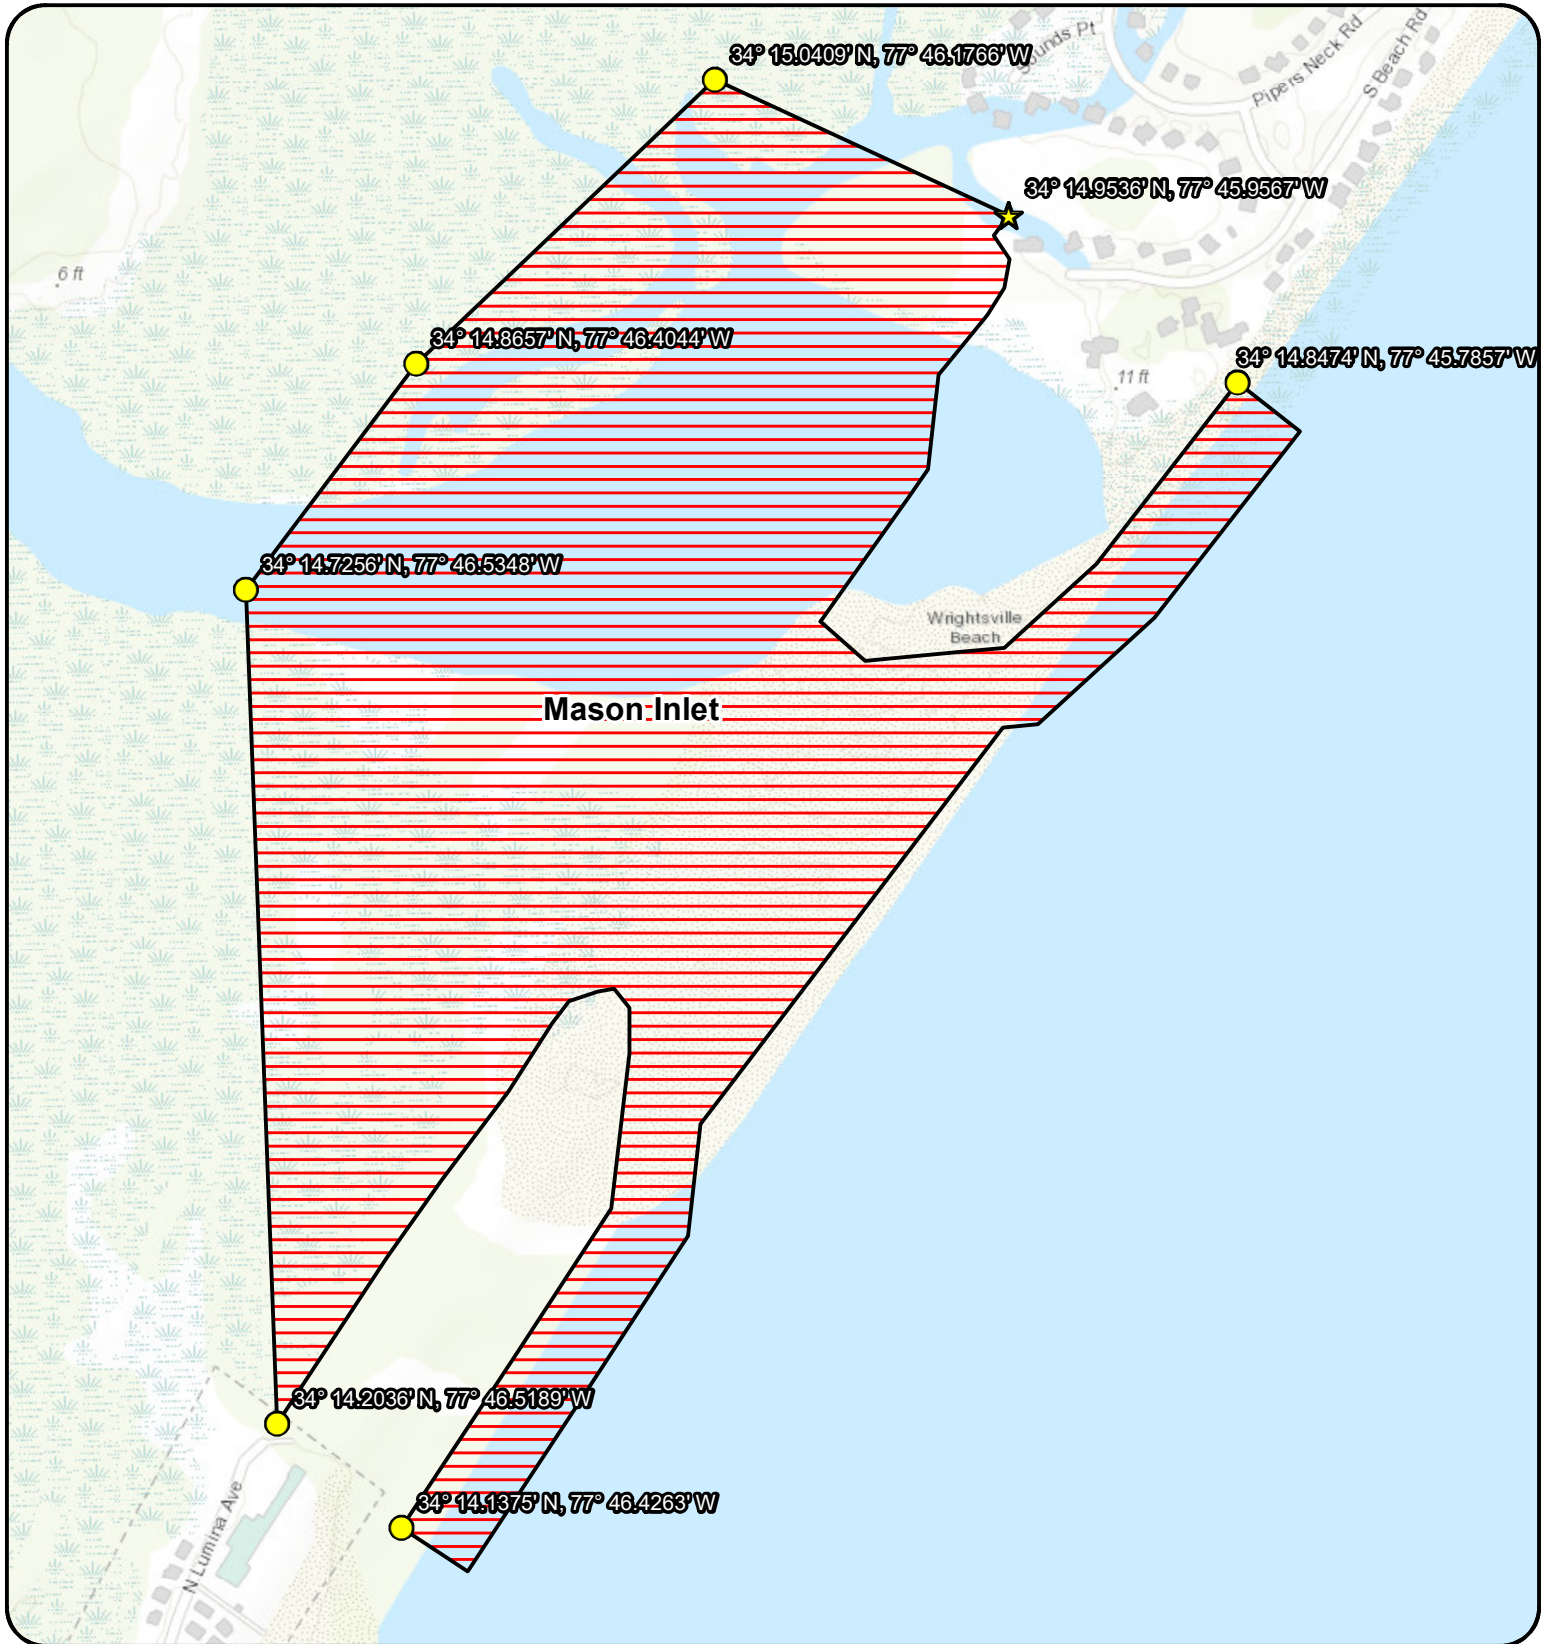 34° 15.0409' N, 77° 46.1766' W
Sounds Pt
Pipers Neck Rd
S Beach Rd
34° 14.9536' N, 77° 45.9567' W
6 ft
34° 14.8657' N, 77° 46.4044' W
34° 14.8474' N, 77° 45.7857' W
11 ft
34° 14.7256' N, 77° 46.5348' W
Wrightsville
Beach
Mason Inlet
34° 14.2036' N, 77° 46.5189' W
34° 14.1375' N, 77° 46.4263' W
N Lumina Ave